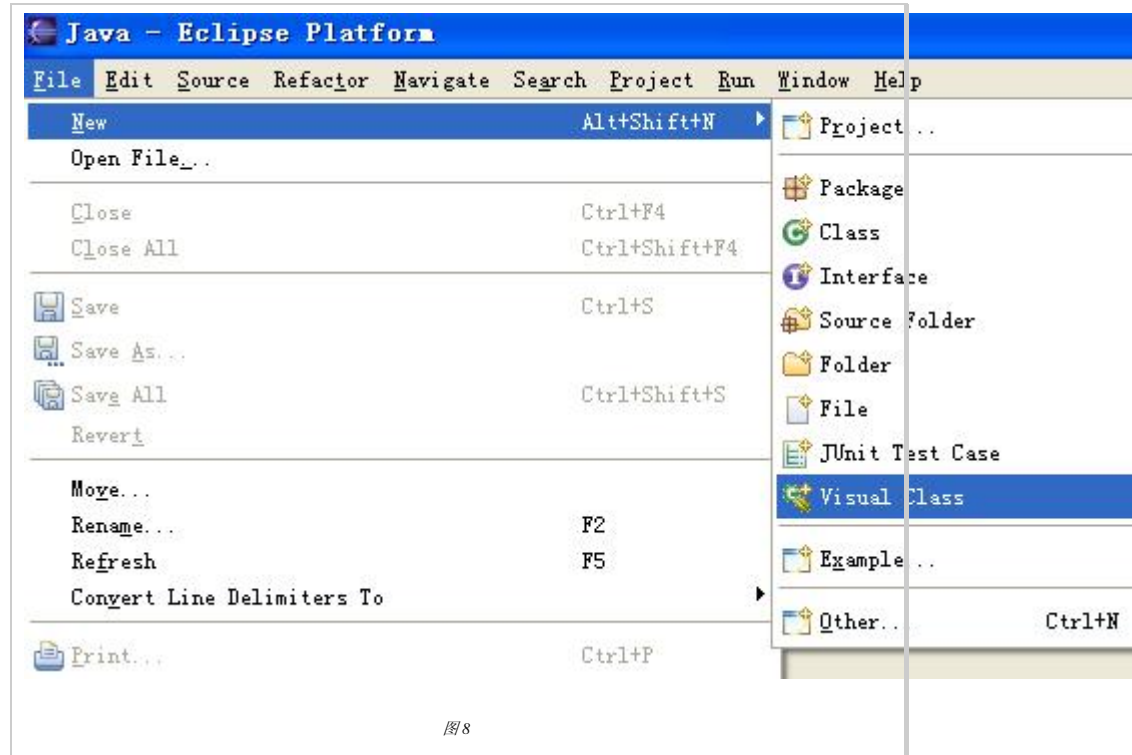 Java - Eclipse Platform
File Edit Source Refactor Navigate Search Project Run Window Help
New Alt+Shift+N
Open File...
Close Ctrl+F4
Close All Ctrl+Shift+F4
Save Ctrl+S
Save As...
Save All Ctrl+Shift+S
Revert
Move...
Rename... F2
Refresh F5
Convert Line Delimiters To
Print... Ctrl+P
Project...
Package
Class
Interface
Source Folder
Folder
File
JUnit Test Case
Visual Class
Example...
Other... Ctrl+N
图 8